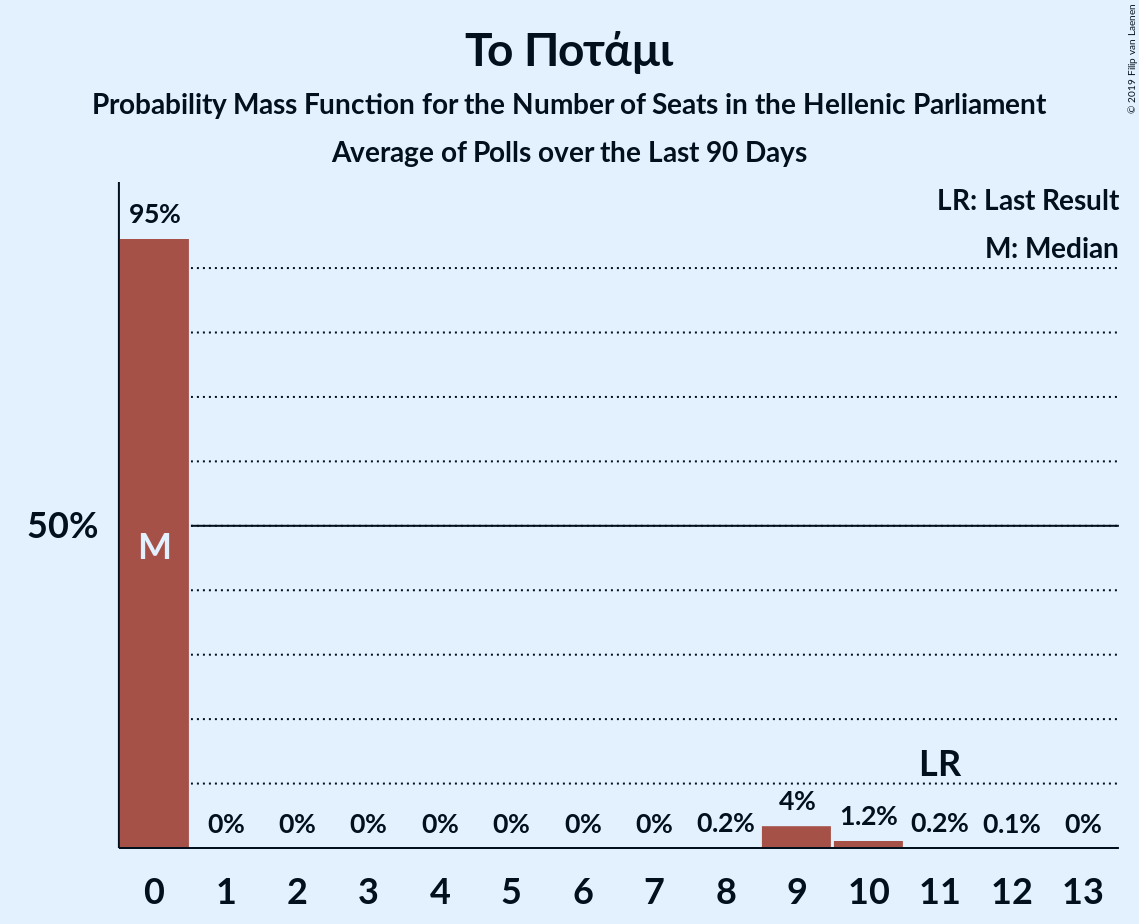 © 2019 Filip van Laenen
Το Ποτάμι
Probability Mass Function for the Number of Seats in the Hellenic Parliament
Average of Polls over the Last 90 Days
LR: Last Result
M: Median
95%
50%
M
LR
0% 0% 0% 0% 0% 0% 0% 0.2% 4% 1.2% 0.2% 0.1% 0%
0 1 2 3 4 5 6 7 8 9 10 11 12 13